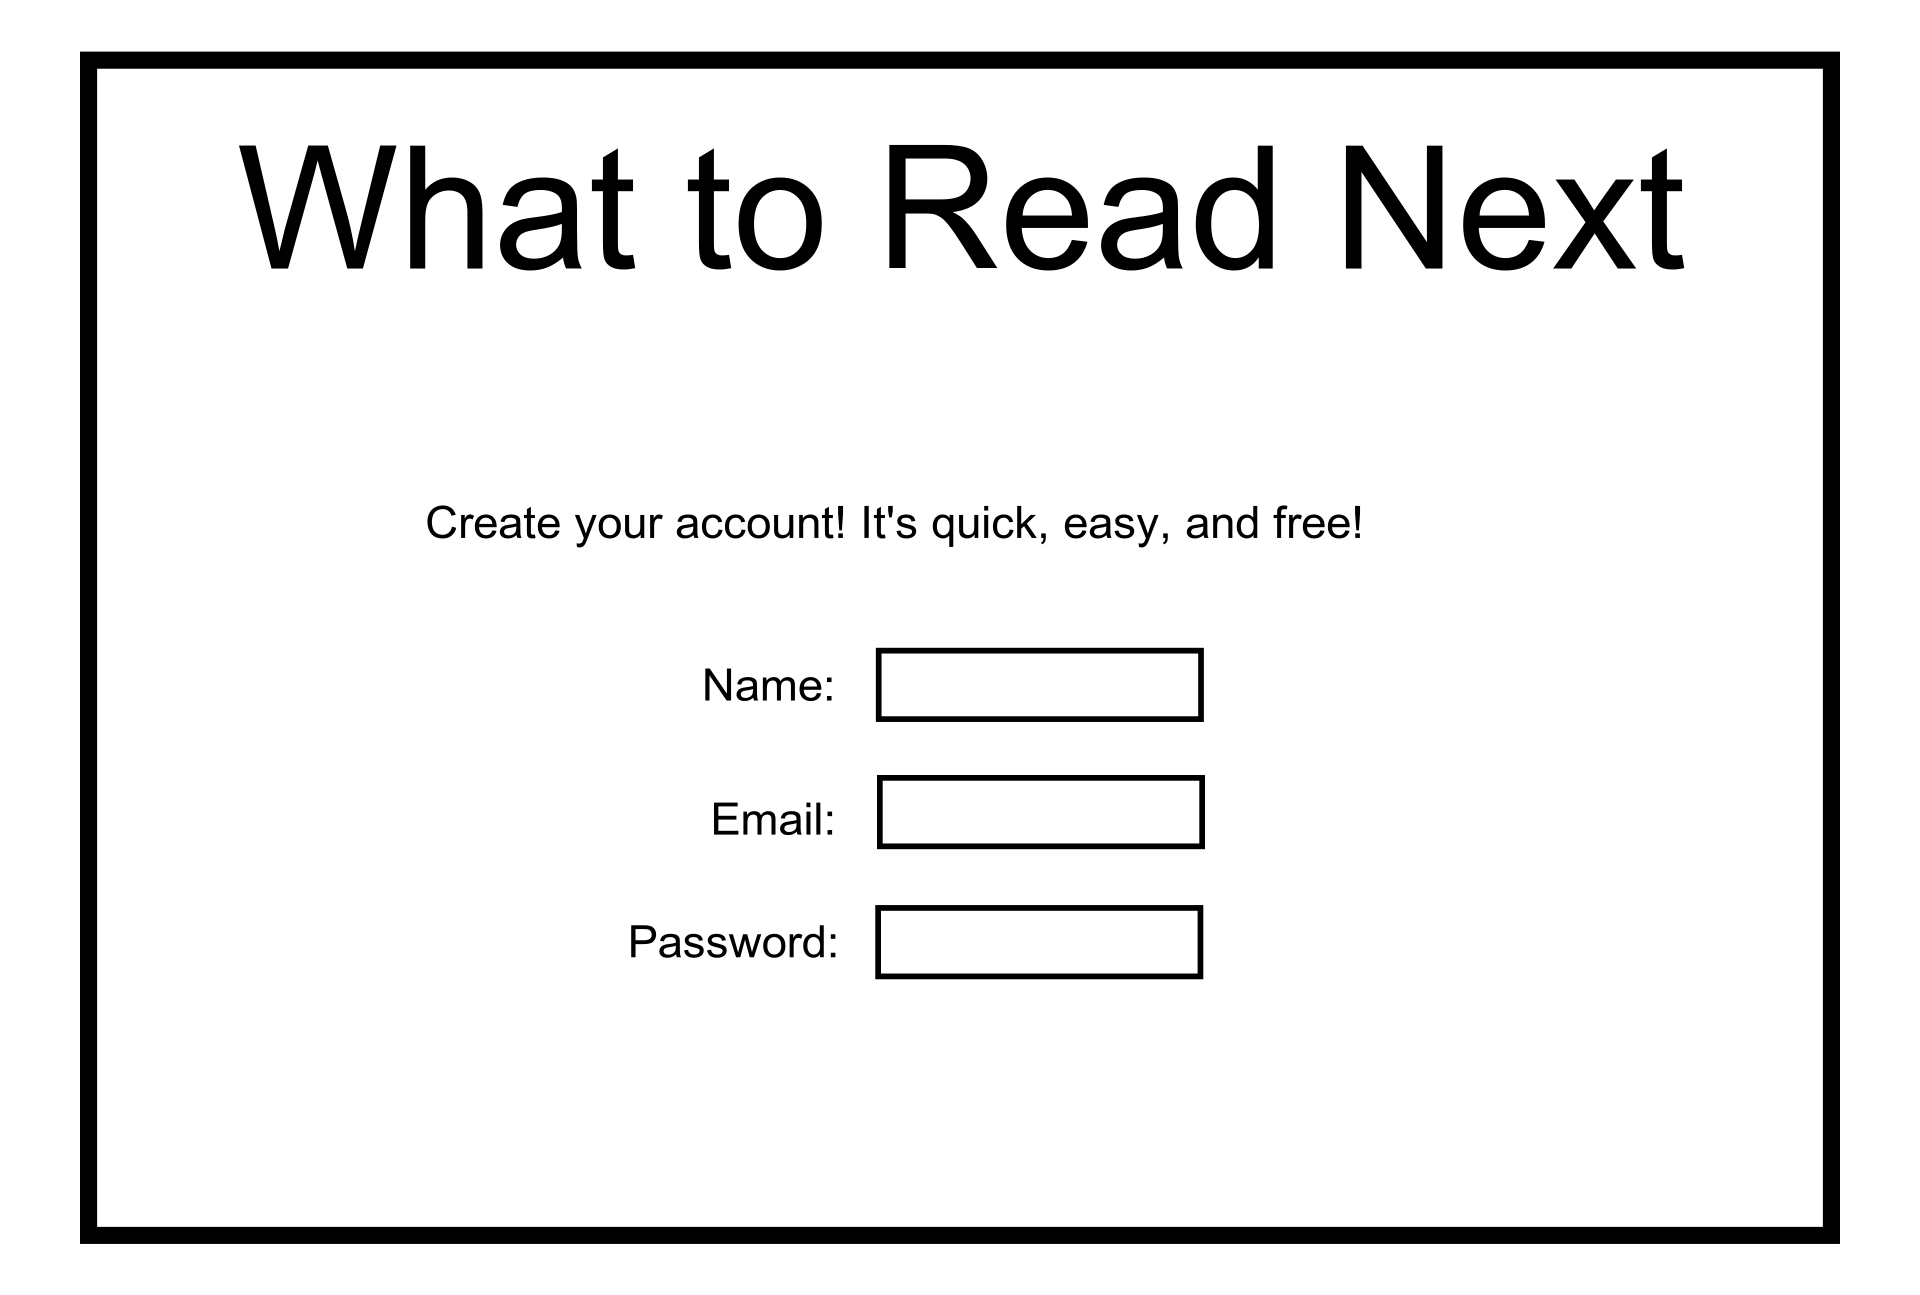 What to Read Next
Create your account! It's quick, easy, and free!
Name:
Email:
Password: